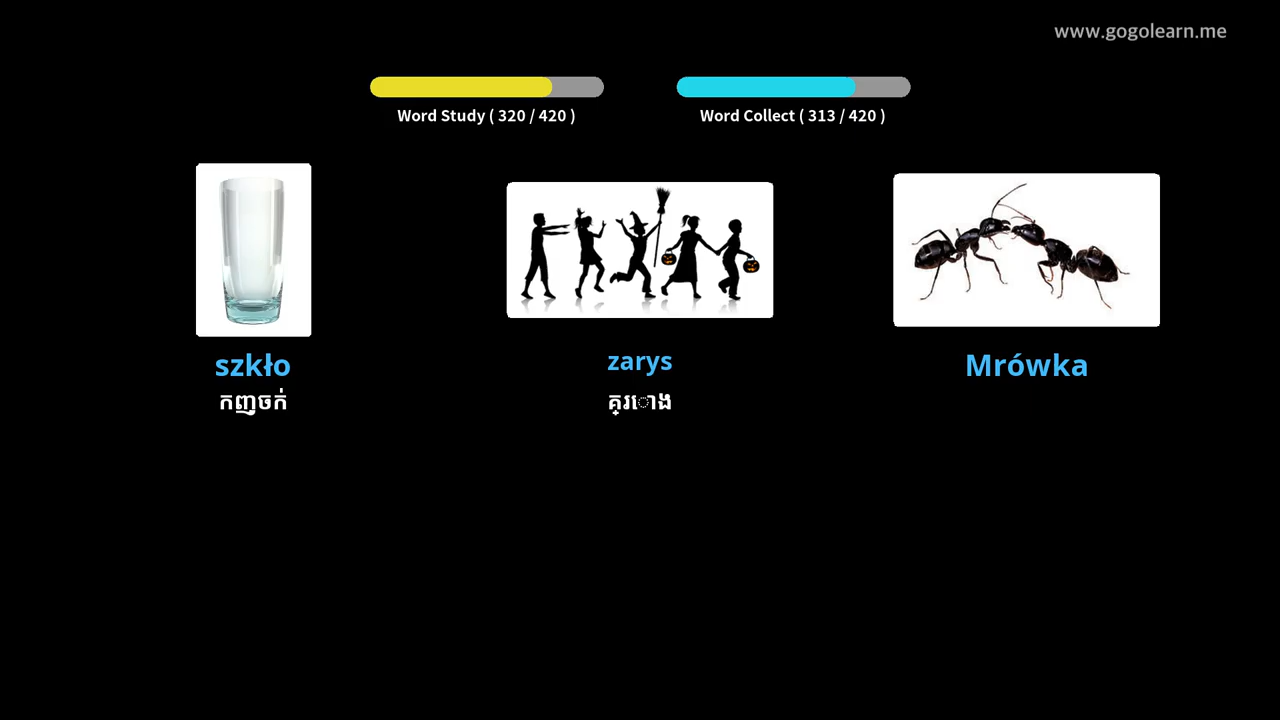 www.gogolearn.me
Word Study ( 320 / 420 )
Word Collect ( 313 / 420 )
szkło
zarys
Mrówka
កញ្ចក់
គ្រោង